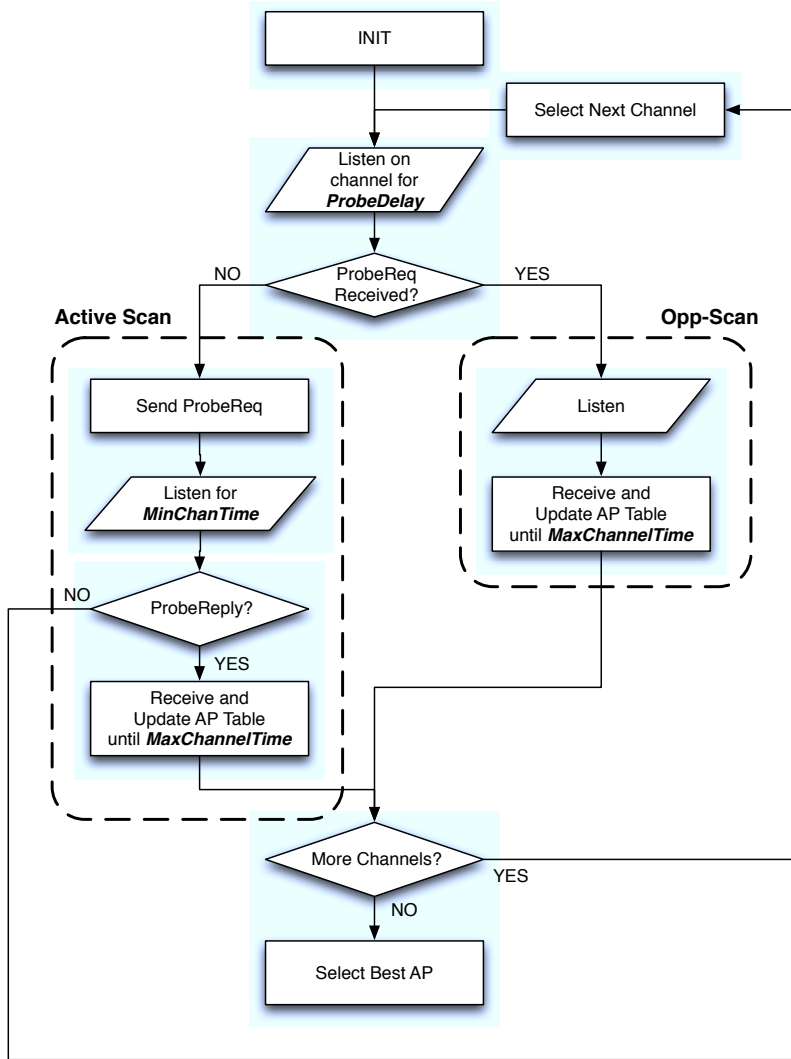 INIT
Select Next Channel
Listen on
channel for
ProbeDelay
NO
ProbeReq
Received?
YES
Active Scan
Opp-Scan
Send ProbeReq
Listen
Listen for
MinChanTime
Receive and
Update AP Table
until MaxChannelTime
NO
ProbeReply?
YES
Receive and
Update AP Table
until MaxChannelTime
More Channels?
YES
NO
Select Best AP